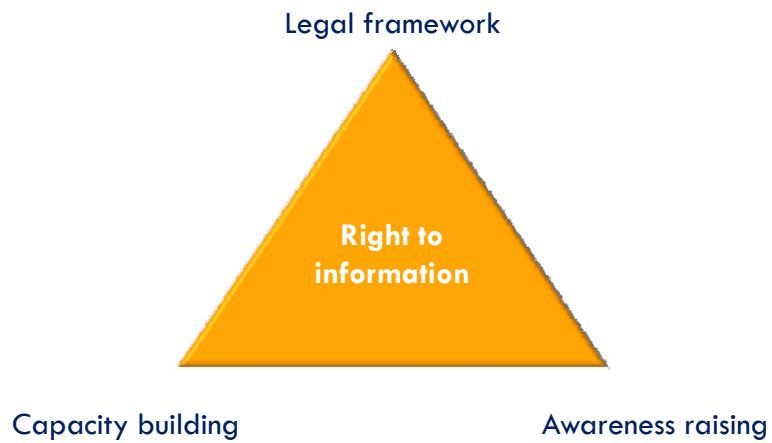 Legal framework
Right to
information
Capacity building
Awareness raising